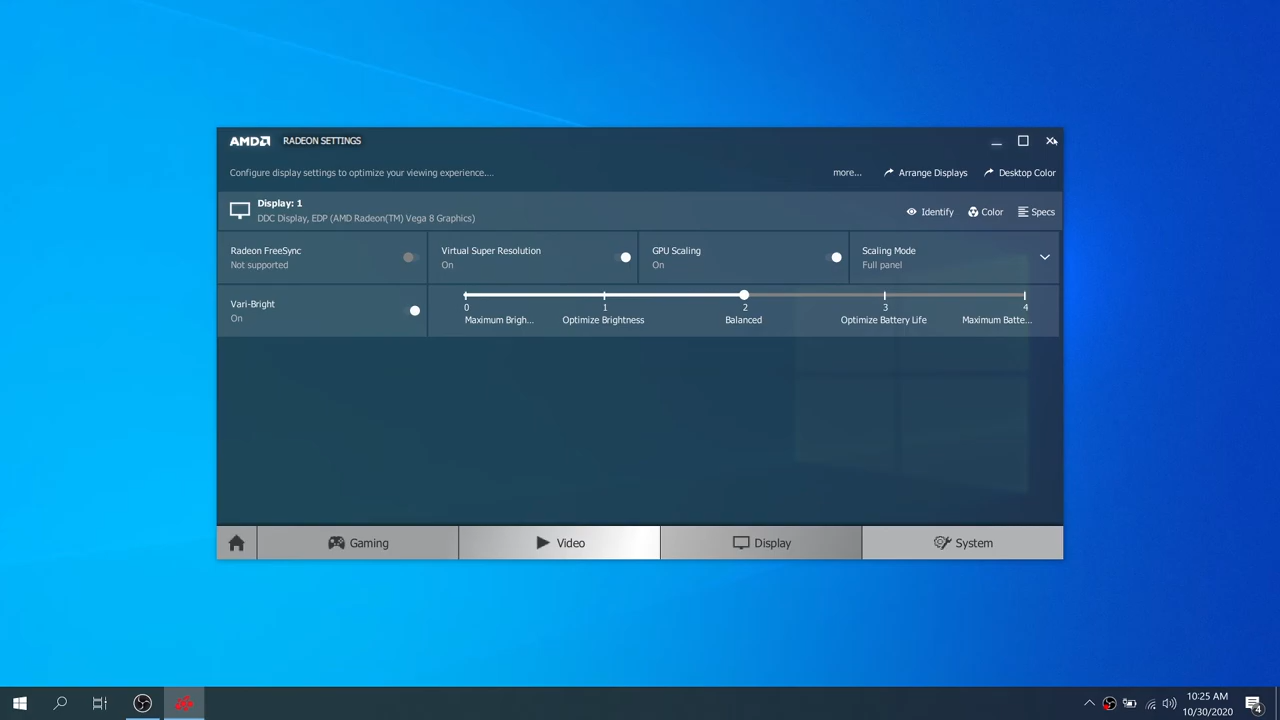 AMD RADEON SETTINGS
Configure display settings to optimize your viewing experience....
more... Arrange Displays Desktop Color
Display: 1
DDC Display, EDP (AMD Radeon(TM) Vega 8 Graphics)
Identify Color Specs
Radeon FreeSync
Not supported
Virtual Super Resolution
On
GPU Scaling
On
Scaling Mode
Full panel
Vari-Bright
On
0 1 2 3 4
Maximum Brigh... Optimize Brightness Balanced Optimize Battery Life Maximum Batte...
Gaming Video Display System
10:25 AM
10/30/2020
4